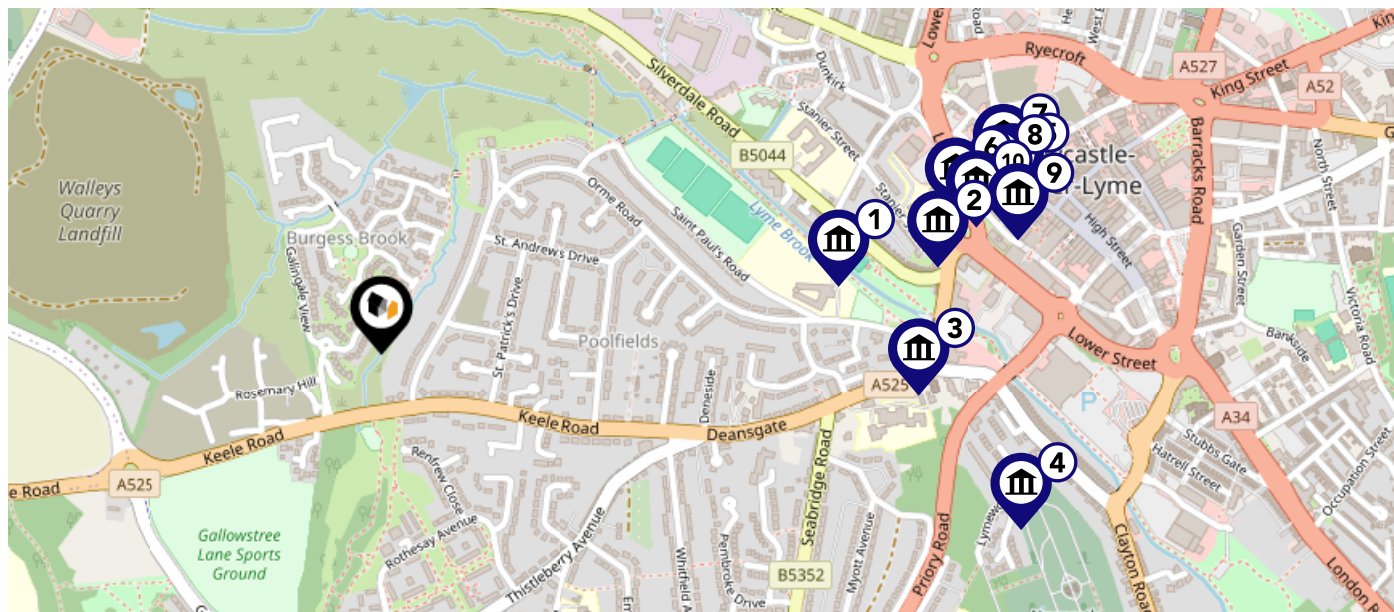 Ryecroft
A527
King Street
A52
Dunkirk
Silverdale Road
Stanier Street
B5044
Barracks Road
North Street
Walleys
Quarry
Landfill
7
8
6
10
9
2
1
Orme Road
Lyme Brook
Saint Paul's Road
High Street
Burgess Brook
Galingale View
St. Andrew's Drive
St. Patrick's Drive
Garden Street
Victoria Road
Poolfields
3
Lower Street
Bankside
Rosemary Hill
Deneside
A525
P
A34
Keele Road
Keele Road
Deansgate
Stubbs Gate
Hatrell Street
Seabridge Road
4
Occupation Street
e Road
A525
Renfrew Close
Gallowstree
Lane Sports
Ground
Rothesay Avenue
Thistleberry Avenue
Pembroke Drive
Myott Avenue
B5352
Priory Road
Clayton Road